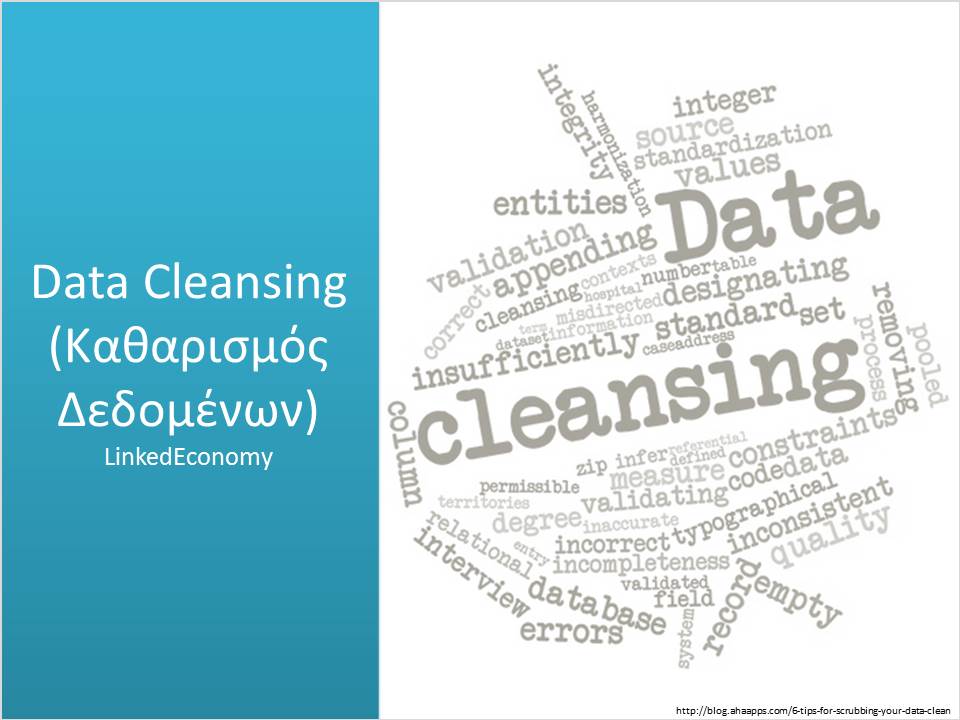 Data Cleansing
(Καθαρισμός
Δεδομένων)
LinkedEconomy
integrity
harmonization
integer
source
standardization
values
entities
Data
validation
appending
correct
cleansing
contexts
hospital
numbertable
misdirected
designating
term
dataset
information
standard
set
insufficiently
caseaddress
removing
process
pooled
cleansing
column
zip
infer
referential
defined
constraints
measure
codedata
permissible
territories
validating
degree
inaccurate
typographical
inconsistent
relational
interview
entry
incorrect
incompleteness
quality
validated
field
database
errors
system
record
empty
http://blog.ahaapps.com/6-tips-for-scrubbing-your-data-clean